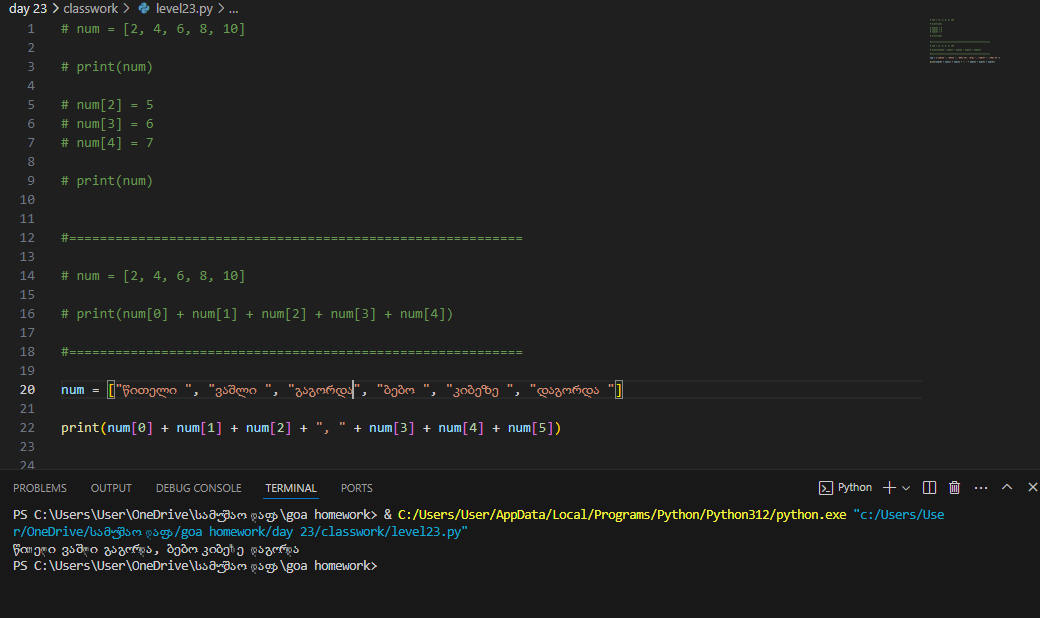 day 23 > classwork > level23.py > ...
1 # num = [2, 4, 6, 8, 10]
2
3 # print(num)
4
5 # num[2] = 5
6 # num[3] = 6
7 # num[4] = 7
8
9 # print(num)
10
11
12 #===========================================================
13
14 # num = [2, 4, 6, 8, 10]
15
16 # print(num[0] + num[1] + num[2] + num[3] + num[4])
17
18 #===========================================================
19
20 num = ["წითელი ", "ვაშლი ", "გაგორდა", "ბებო ", "კიბეზე ", "დაგორდა "]
21
22 print(num[0] + num[1] + num[2] + ", " + num[3] + num[4] + num[5])
23
24
PROBLEMS OUTPUT DEBUG CONSOLE TERMINAL PORTS Python
PS C:\Users\User\OneDrive\სამუშაო დაფა\goa homework> & C:/Users/User/AppData/Local/Programs/Python/Python312/python.exe "c:/Users/Use
r/OneDrive/სამუშაო დაფა/goa homework/day 23/classwork/level23.py"
წითელი ვაშლი გაგორდა, ბებო კიბეზე დაგორდა
PS C:\Users\User\OneDrive\სამუშაო დაფა\goa homework>